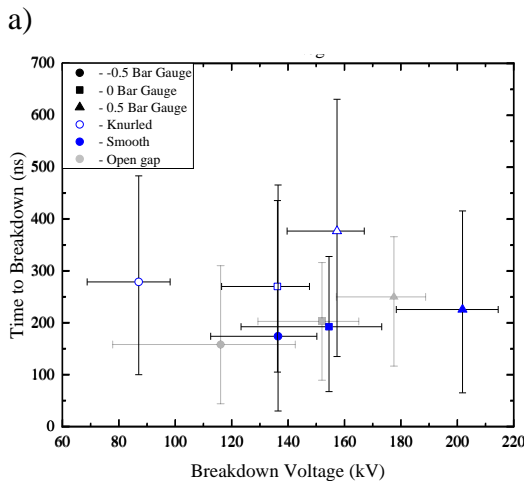 a)
700
600
500
400
300
200
100
0
- -0.5 Bar Gauge
- 0 Bar Gauge
- 0.5 Bar Gauge
- Knurled
- Smooth
- Open gap
Time to Breakdown (ns)
60 80 100 120 140 160 180 200 220
Breakdown Voltage (kV)